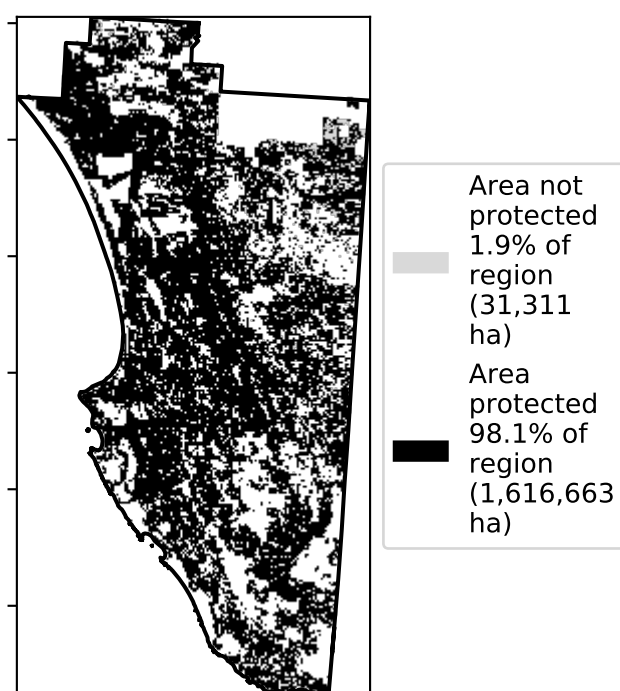 Area not
protected
1.9% of
region
(31,311
ha)
Area
protected
98.1% of
region
(1,616,663
ha)